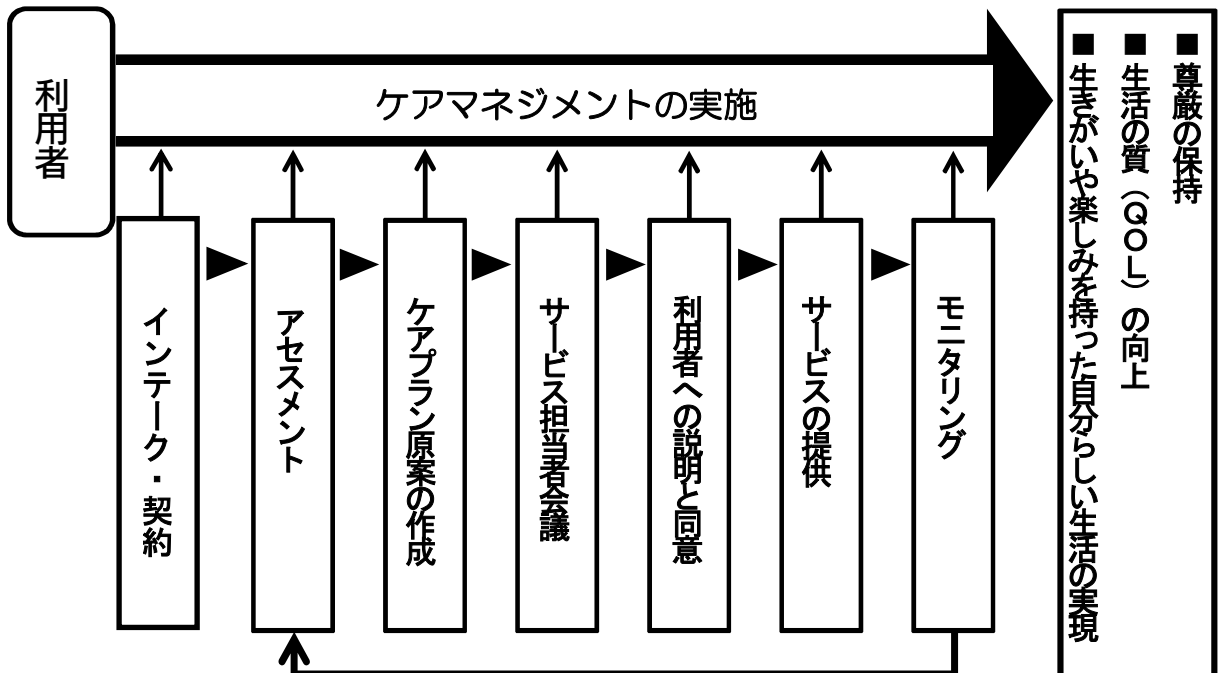 利用者
ケアマネジメントの実施
インテーク・契約
アセスメント
ケアプラン原案の作成
サービス担当者会議
利用者への説明と同意
サービスの提供
モニタリング
■ 尊厳の保持
■ 生活の質（ＱＯＬ）の向上
■ 生きがいや楽しみを持った自分らしい生活の実現